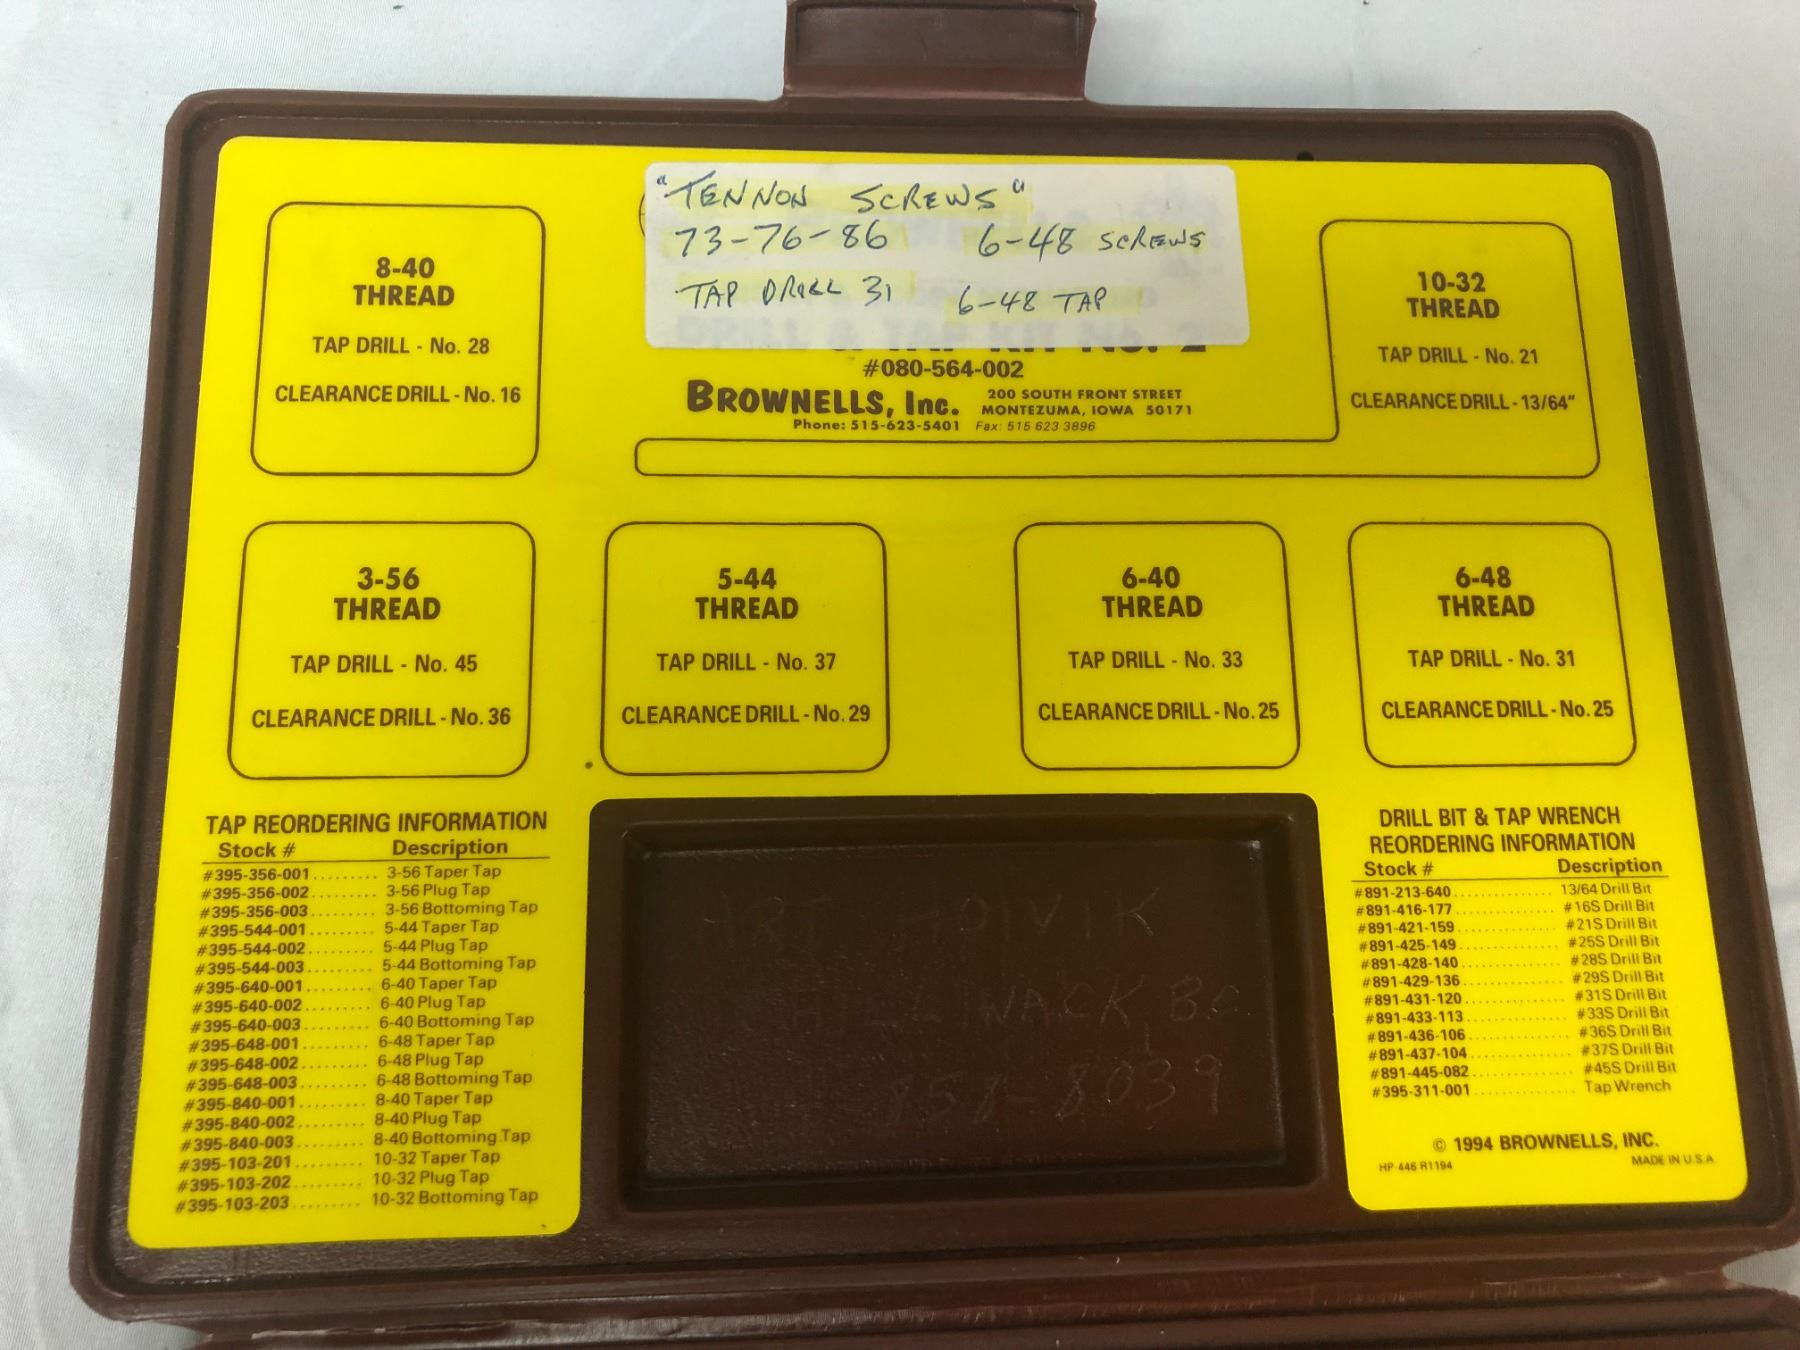 "TENNON SCREWS"
73-76-86 6-48 SCREWS
TAP DRILL 31 6-48 TAP
DRILL & TAP KIT NO. 2
#080-564-002
BROWNELLS, Inc. 200 SOUTH FRONT STREET
MONTEZUMA, IOWA 50171
Phone: 515-623-5401 Fax: 515 623 3896
8-40
THREAD
TAP DRILL - No. 28
CLEARANCE DRILL - No. 16
10-32
THREAD
TAP DRILL - No. 21
CLEARANCE DRILL - 13/64"
3-56
THREAD
TAP DRILL - No. 45
CLEARANCE DRILL - No. 36
5-44
THREAD
TAP DRILL - No. 37
CLEARANCE DRILL - No. 29
6-40
THREAD
TAP DRILL - No. 33
CLEARANCE DRILL - No. 25
6-48
THREAD
TAP DRILL - No. 31
CLEARANCE DRILL - No. 25
TAP REORDERING INFORMATION
Stock # Description
#395-356-001 ......... 3-56 Taper Tap
#395-356-002 ......... 3-56 Plug Tap
#395-356-003 ......... 3-56 Bottoming Tap
#395-544-001 ......... 5-44 Taper Tap
#395-544-002 ......... 5-44 Plug Tap
#395-544-003 ......... 5-44 Bottoming Tap
#395-640-001 ......... 6-40 Taper Tap
#395-640-002 ......... 6-40 Plug Tap
#395-640-003 ......... 6-40 Bottoming Tap
#395-648-001 ......... 6-48 Taper Tap
#395-648-002 ......... 6-48 Plug Tap
#395-648-003 ......... 6-48 Bottoming Tap
#395-840-001 ......... 8-40 Taper Tap
#395-840-002 ......... 8-40 Plug Tap
#395-840-003 ......... 8-40 Bottoming Tap
#395-103-201 ......... 10-32 Taper Tap
#395-103-202 ......... 10-32 Plug Tap
#395-103-203 ......... 10-32 Bottoming Tap
ART
WACK, BC
858-8039
DRILL BIT & TAP WRENCH
REORDERING INFORMATION
Stock # Description
#891-213-640 ............... 13/64 Drill Bit
#891-416-177 ............... #16S Drill Bit
#891-421-159 ............... #21S Drill Bit
#891-425-149 ............... #25S Drill Bit
#891-428-140 ............... #28S Drill Bit
#891-429-136 ............... #29S Drill Bit
#891-431-120 ............... #31S Drill Bit
#891-433-113 ............... #33S Drill Bit
#891-436-106 ............... #36S Drill Bit
#891-437-104 ............... #37S Drill Bit
#891-445-082 ............... #45S Drill Bit
#395-311-001 ............... Tap Wrench
© 1994 BROWNELLS, INC.
HP 446 R1194 MADE IN U.S.A.